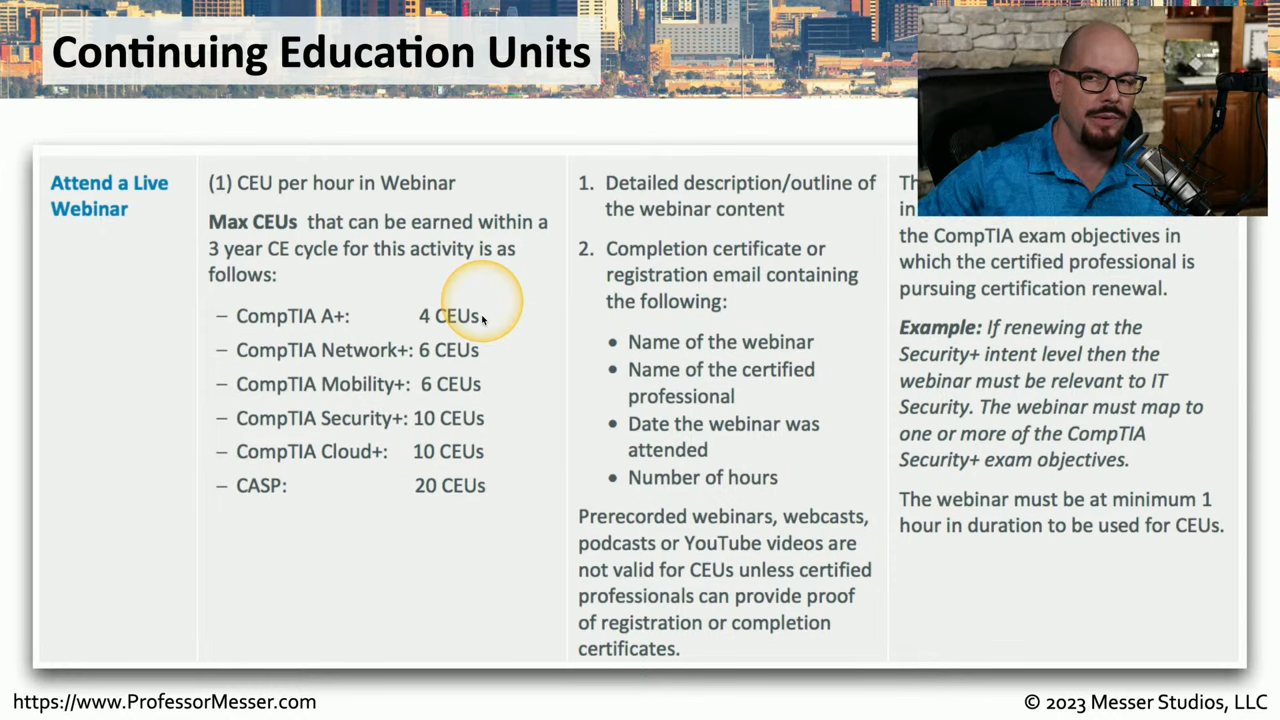 Continuing Education Units
Attend a Live
Webinar
(1) CEU per hour in Webinar
Max CEUs that can be earned within a
3 year CE cycle for this activity is as
follows:
– CompTIA A+: 4 CEUs
– CompTIA Network+: 6 CEUs
– CompTIA Mobility+: 6 CEUs
– CompTIA Security+: 10 CEUs
– CompTIA Cloud+: 10 CEUs
– CASP: 20 CEUs
1. Detailed description/outline of
the webinar content
2. Completion certificate or
registration email containing
the following:
• Name of the webinar
• Name of the certified
professional
• Date the webinar was
attended
• Number of hours
Prerecorded webinars, webcasts,
podcasts or YouTube videos are
not valid for CEUs unless certified
professionals can provide proof
of registration or completion
certificates.
the CompTIA exam objectives in
which the certified professional is
pursuing certification renewal.
Example: If renewing at the
Security+ intent level then the
webinar must be relevant to IT
Security. The webinar must map to
one or more of the CompTIA
Security+ exam objectives.
The webinar must be at minimum 1
hour in duration to be used for CEUs.
https://www.ProfessorMesser.com
© 2023 Messer Studios, LLC